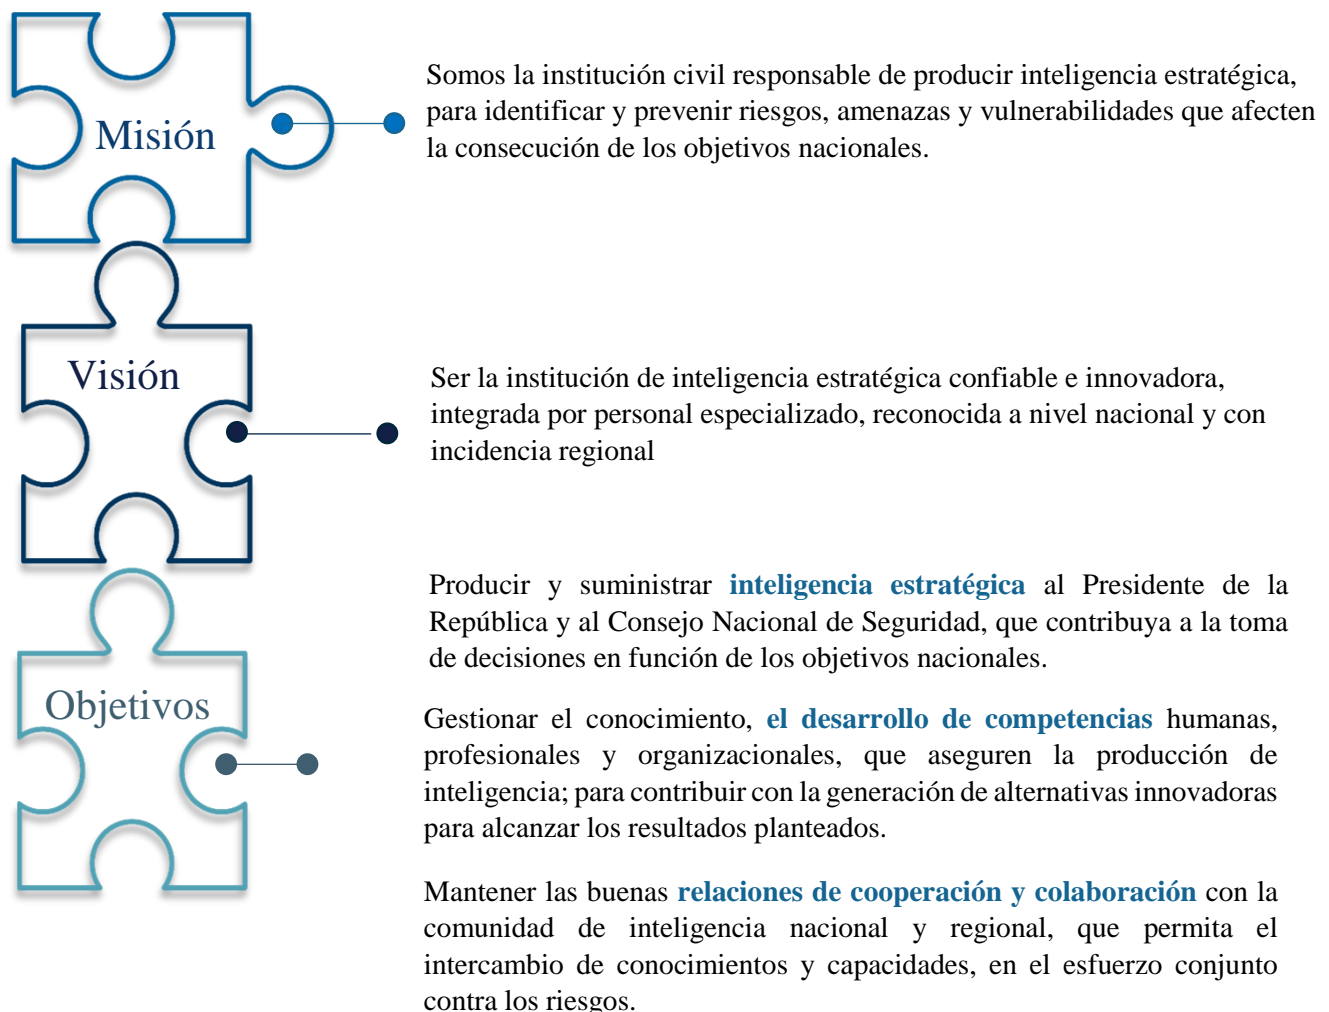 Misión
Somos la institución civil responsable de producir inteligencia estratégica,
para identificar y prevenir riesgos, amenazas y vulnerabilidades que afecten
la consecución de los objetivos nacionales.
Visión
Ser la institución de inteligencia estratégica confiable e innovadora,
integrada por personal especializado, reconocida a nivel nacional y con
incidencia regional
Objetivos
Producir y suministrar inteligencia estratégica al Presidente de la
República y al Consejo Nacional de Seguridad, que contribuya a la toma
de decisiones en función de los objetivos nacionales.
Gestionar el conocimiento, el desarrollo de competencias humanas,
profesionales y organizacionales, que aseguren la producción de
inteligencia; para contribuir con la generación de alternativas innovadoras
para alcanzar los resultados planteados.
Mantener las buenas relaciones de cooperación y colaboración con la
comunidad de inteligencia nacional y regional, que permita el
intercambio de conocimientos y capacidades, en el esfuerzo conjunto
contra los riesgos.